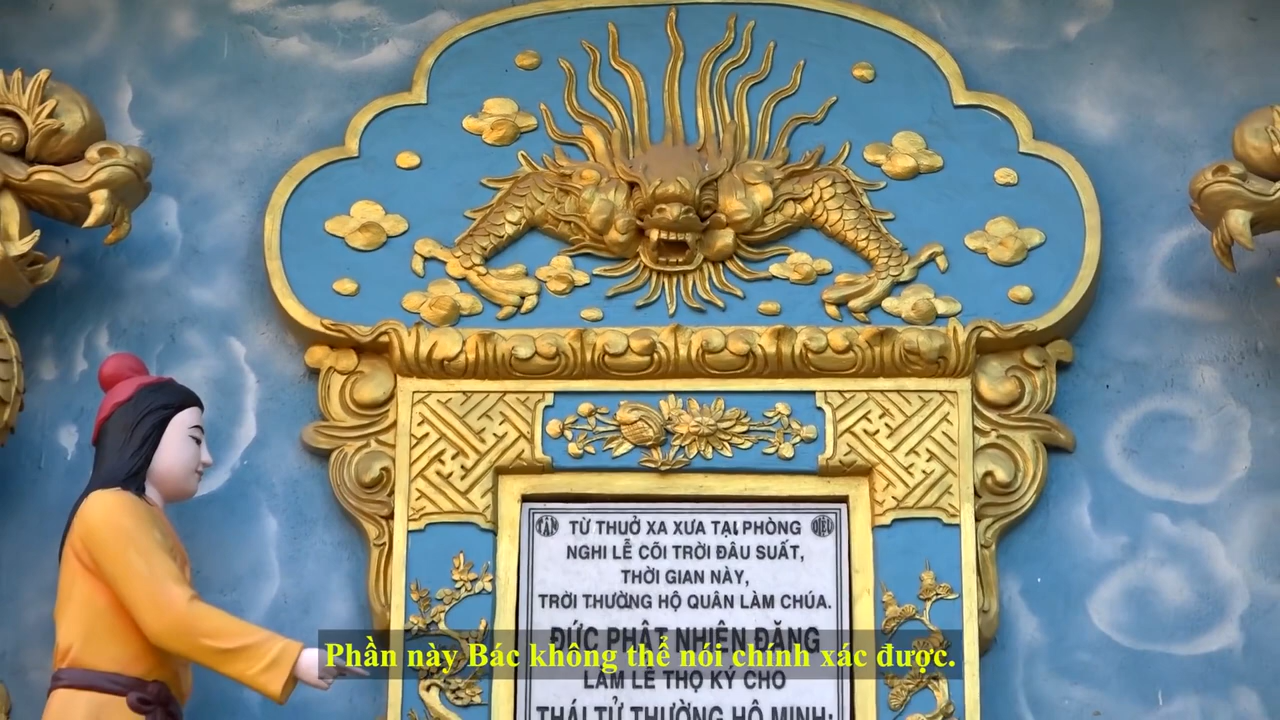 TÂN TỪ THUỞ XA XƯA TẠI PHÒNG DIỆU
NGHI LỄ CÕI TRỜI ĐÂU SUẤT,
THỜI GIAN NÀY,
TRỜI THƯỜNG HỘ QUÂN LÀM CHÚA.
ĐỨC PHẬT NHIÊN ĐĂNG
Phần này Bác không thể nói chính xác được.
LÀM LỄ THỌ KÝ CHO
THÁI TỬ THƯỜNG HỘ MINH: